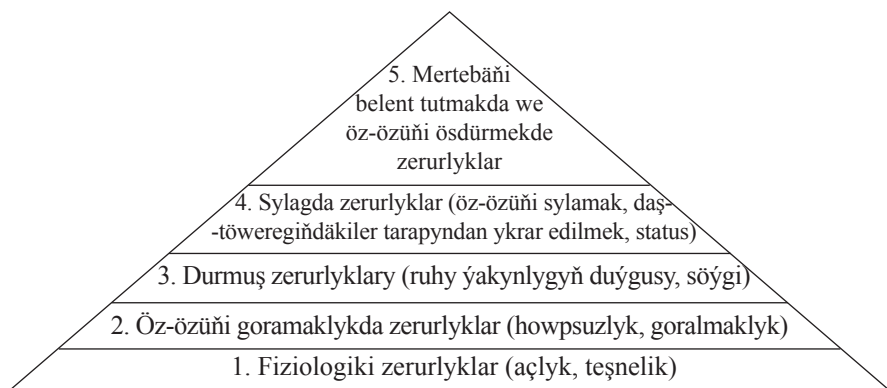 5. Mertebäňi
belent tutmakda we
öz-özüňi ösdürmekde
zerurlyklar
4. Sylagda zerurlyklar (öz-özüňi sylamak, daş-
-töweregiňdäkiler tarapyndan ykrar edilmek, status)
3. Durmuş zerurlyklary (ruhy ýakynlygyň duýgusy, söýgi)
2. Öz-özüňi goramaklykda zerurlyklar (howpsuzlyk, goralmaklyk)
1. Fiziologiki zerurlyklar (açlyk, teşnelik)